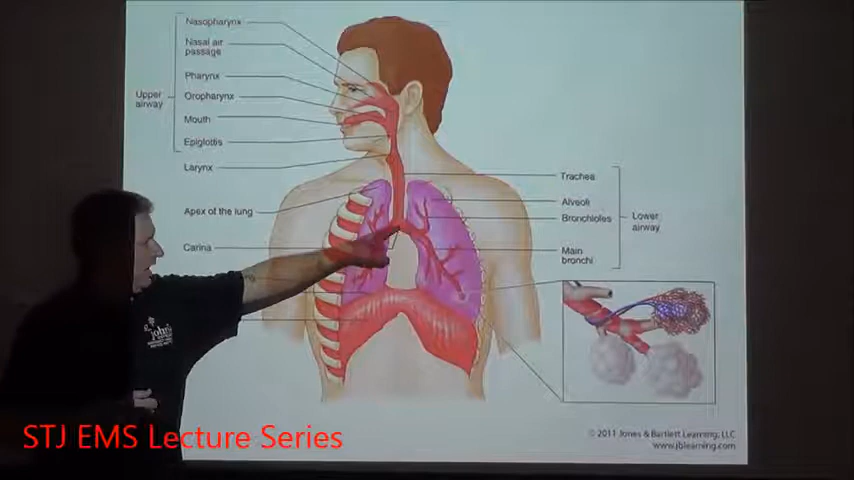 Nasopharynx
Nasal air
passage
Pharynx
Upper
airway
Oropharynx
Mouth
Epiglottis
Larynx
Apex of the lung
Carina
Trachea
Alveoli
Bronchioles
Lower
airway
Main
bronchi
STJ EMS Lecture Series
© 2011 Jones & Bartlett Learning, LLC
www.jblearning.com